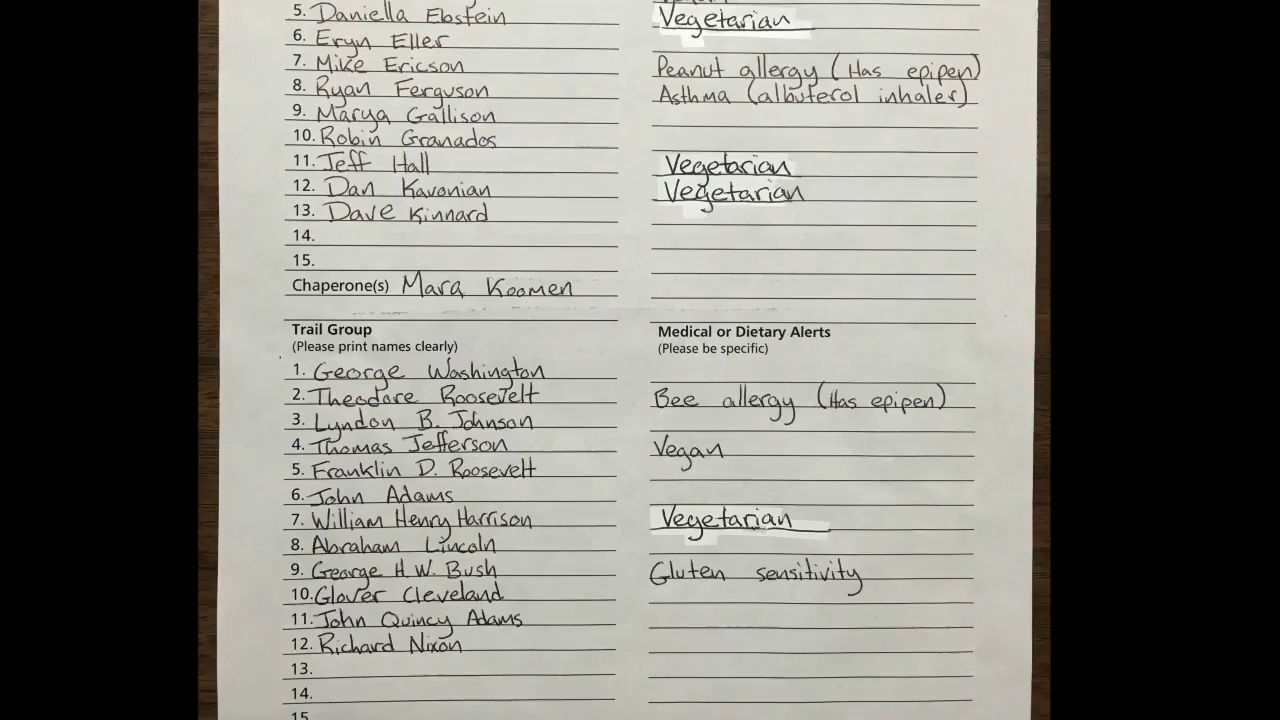 5. Daniella Ebstein
Vegetarian
6. Eryn Eller
7. Mike Ericson
Peanut allergy (Has epipen)
8. Ryan Ferguson
Asthma (albuterol inhaler)
9. Marya Gallison
10. Robin Granados
11. Jeff Hall
Vegetarian
12. Dan Kavonian
Vegetarian
13. Dave Kinnard
14.
15.
Chaperone(s) Mara Koomen
Trail Group
Medical or Dietary Alerts
(Please print names clearly)
(Please be specific)
1. George Washington
2. Theodore Roosevelt
Bee allergy (Has epipen)
3. Lyndon B. Johnson
4. Thomas Jefferson
Vegan
5. Franklin D. Roosevelt
6. John Adams
7. William Henry Harrison
Vegetarian
8. Abraham Lincoln
9. George H.W. Bush
Gluten sensitivity
10. Glover Cleveland
11. John Quincy Adams
12. Richard Nixon
13.
14.
15